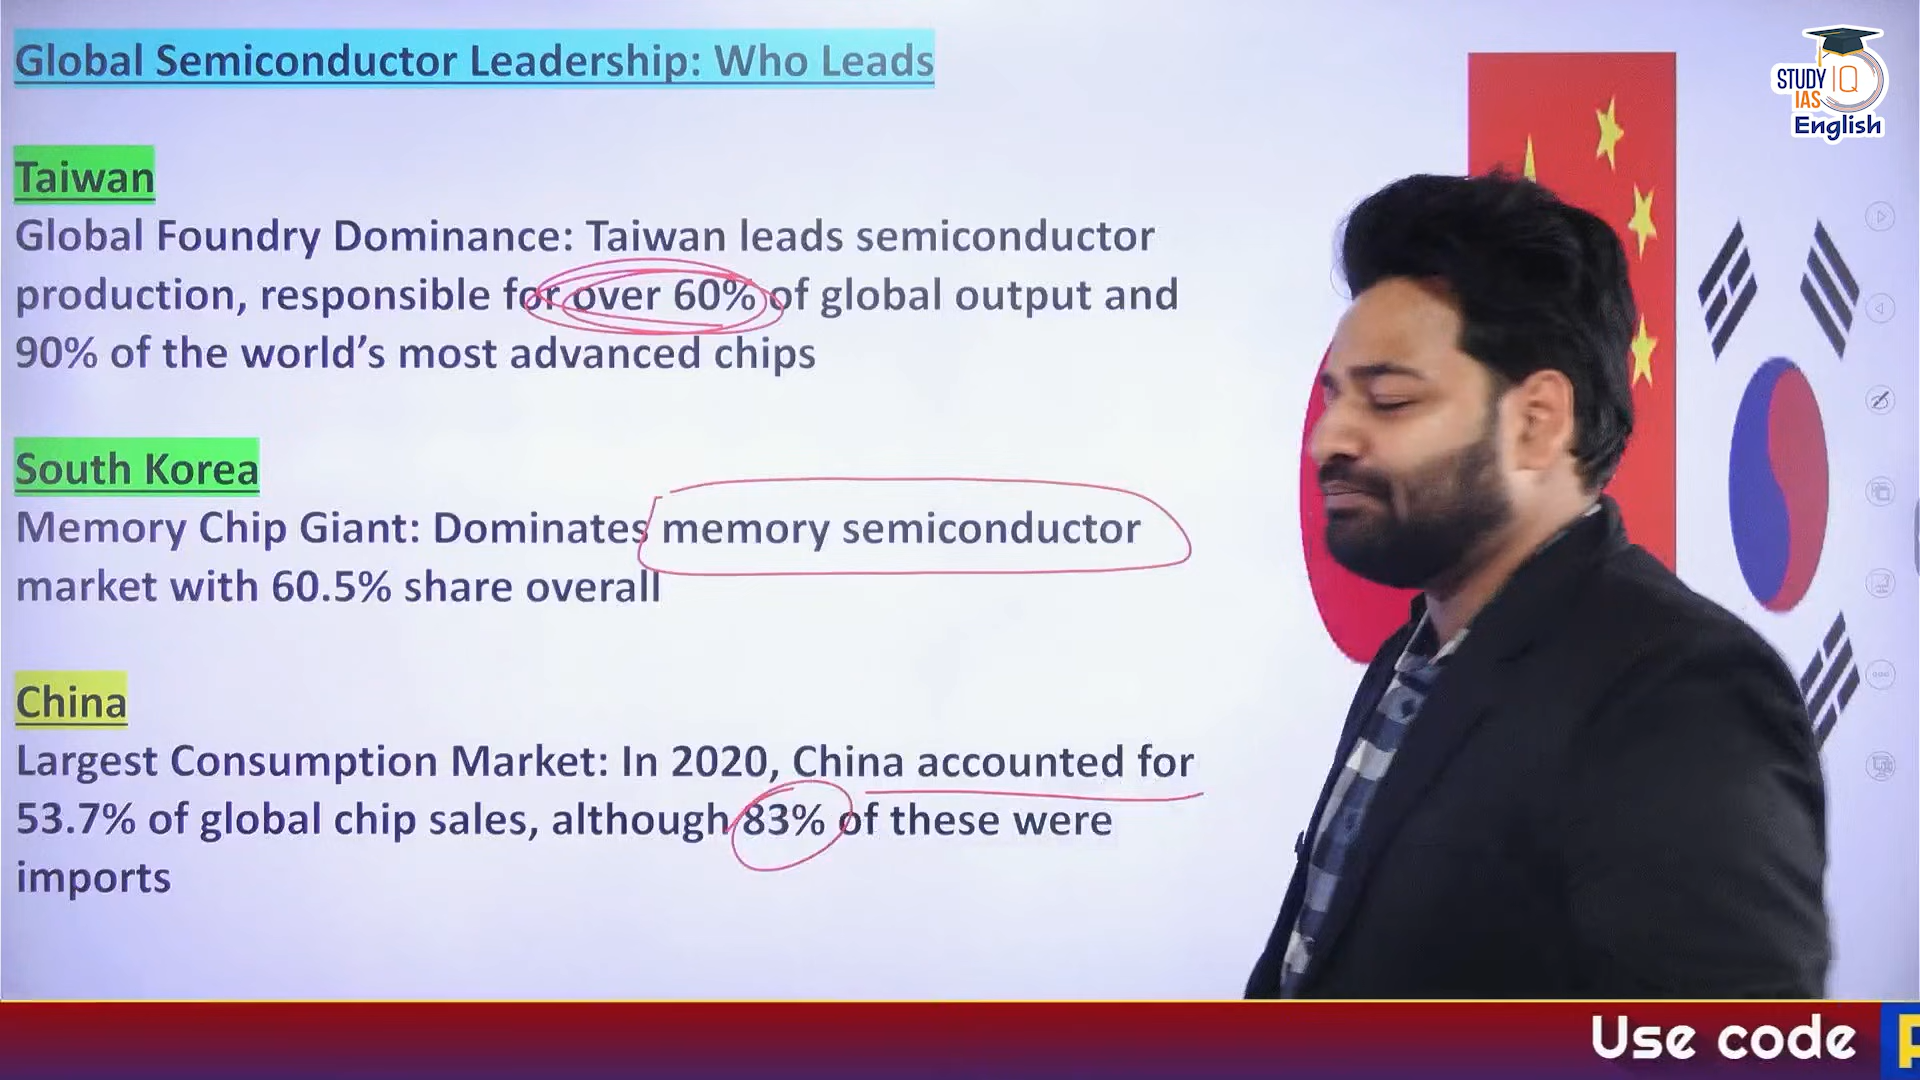 Global Semiconductor Leadership: Who Leads
STUDY IQ
IAS
English
Taiwan
Global Foundry Dominance: Taiwan leads semiconductor
production, responsible for over 60% of global output and
90% of the world's most advanced chips
South Korea
Memory Chip Giant: Dominates memory semiconductor
market with 60.5% share overall
China
Largest Consumption Market: In 2020, China accounted for
53.7% of global chip sales, although 83% of these were
imports
Use code